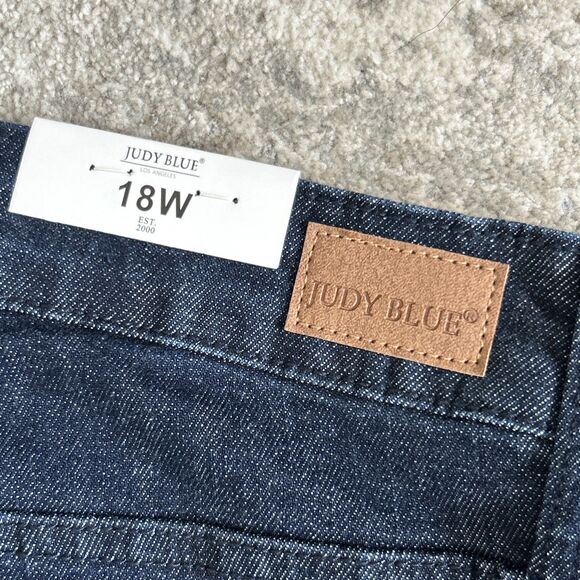 JUDY BLUE®
LOS ANGELES
18W
EST.
2000
JUDY BLUE®